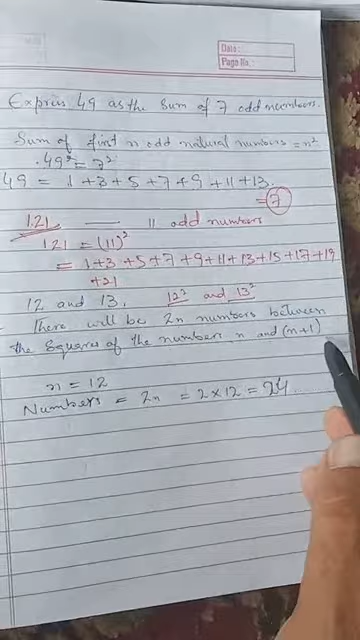 Date :
Page No. :
Express 49 as the sum of 7 odd numbers.
Sum of first n odd natural numbers = n²
49 = 7²
49 = 1+3+5+7+9+11+13.
= 7
121 — 11 odd numbers
121 = (11)²
= 1+3+5+7+9+11+13+15+17+19
+21
12 and 13, 12² and 13²
There will be 2n numbers between
the squares of the numbers n and (n+1)
n = 12
Numbers = 2n = 2×12 = 24.